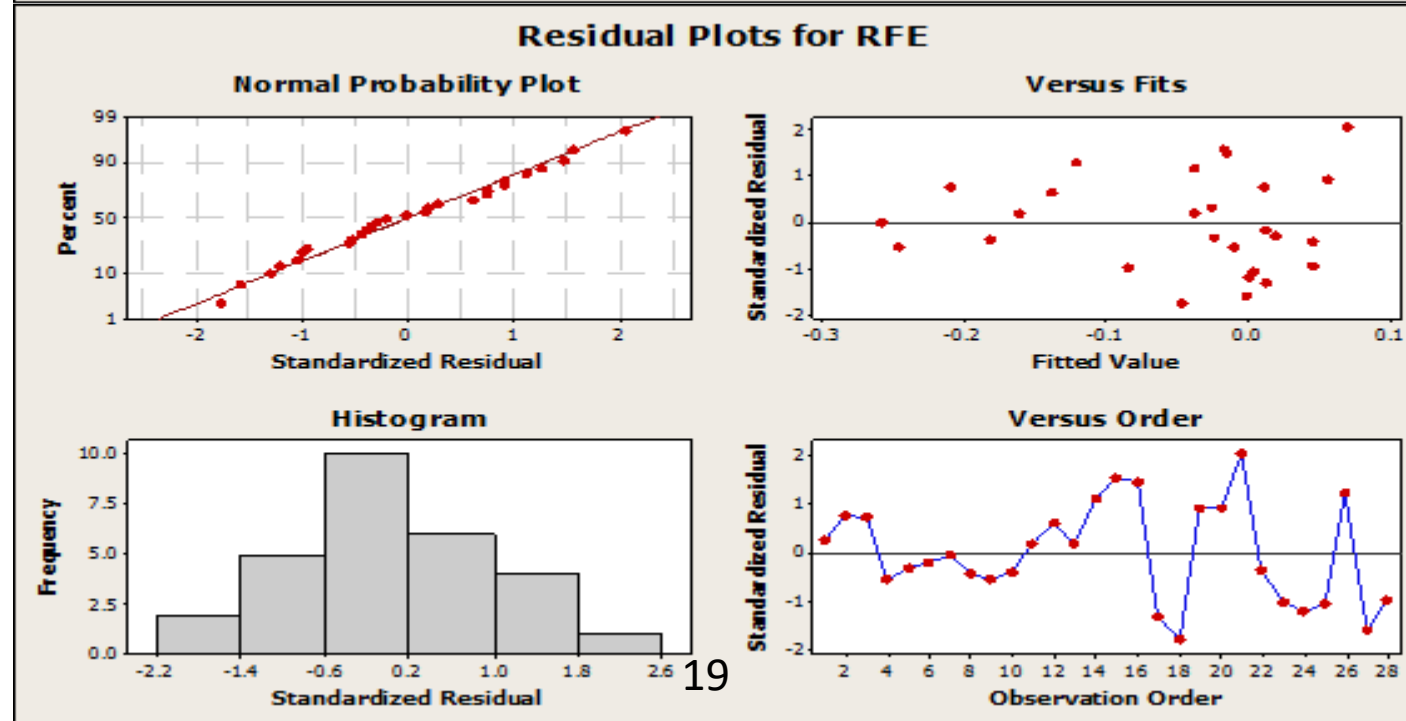 Residual Plots for RFE
Normal Probability Plot
99
90
50
10
1
Percent
-2 -1 0 1 2
Standardized Residual
Versus Fits
2
1
0
-1
-2
Standardized Residual
-0.3 -0.2 -0.1 0.0 0.1
Fitted Value
Histogram
10.0
7.5
5.0
2.5
0.0
Frequency
-2.2 -1.4 -0.6 0.2 1.0 1.8 2.6
Standardized Residual
19
Versus Order
2
1
0
-1
-2
Standardized Residual
2 4 6 8 10 12 14 16 18 20 22 24 26 28
Observation Order